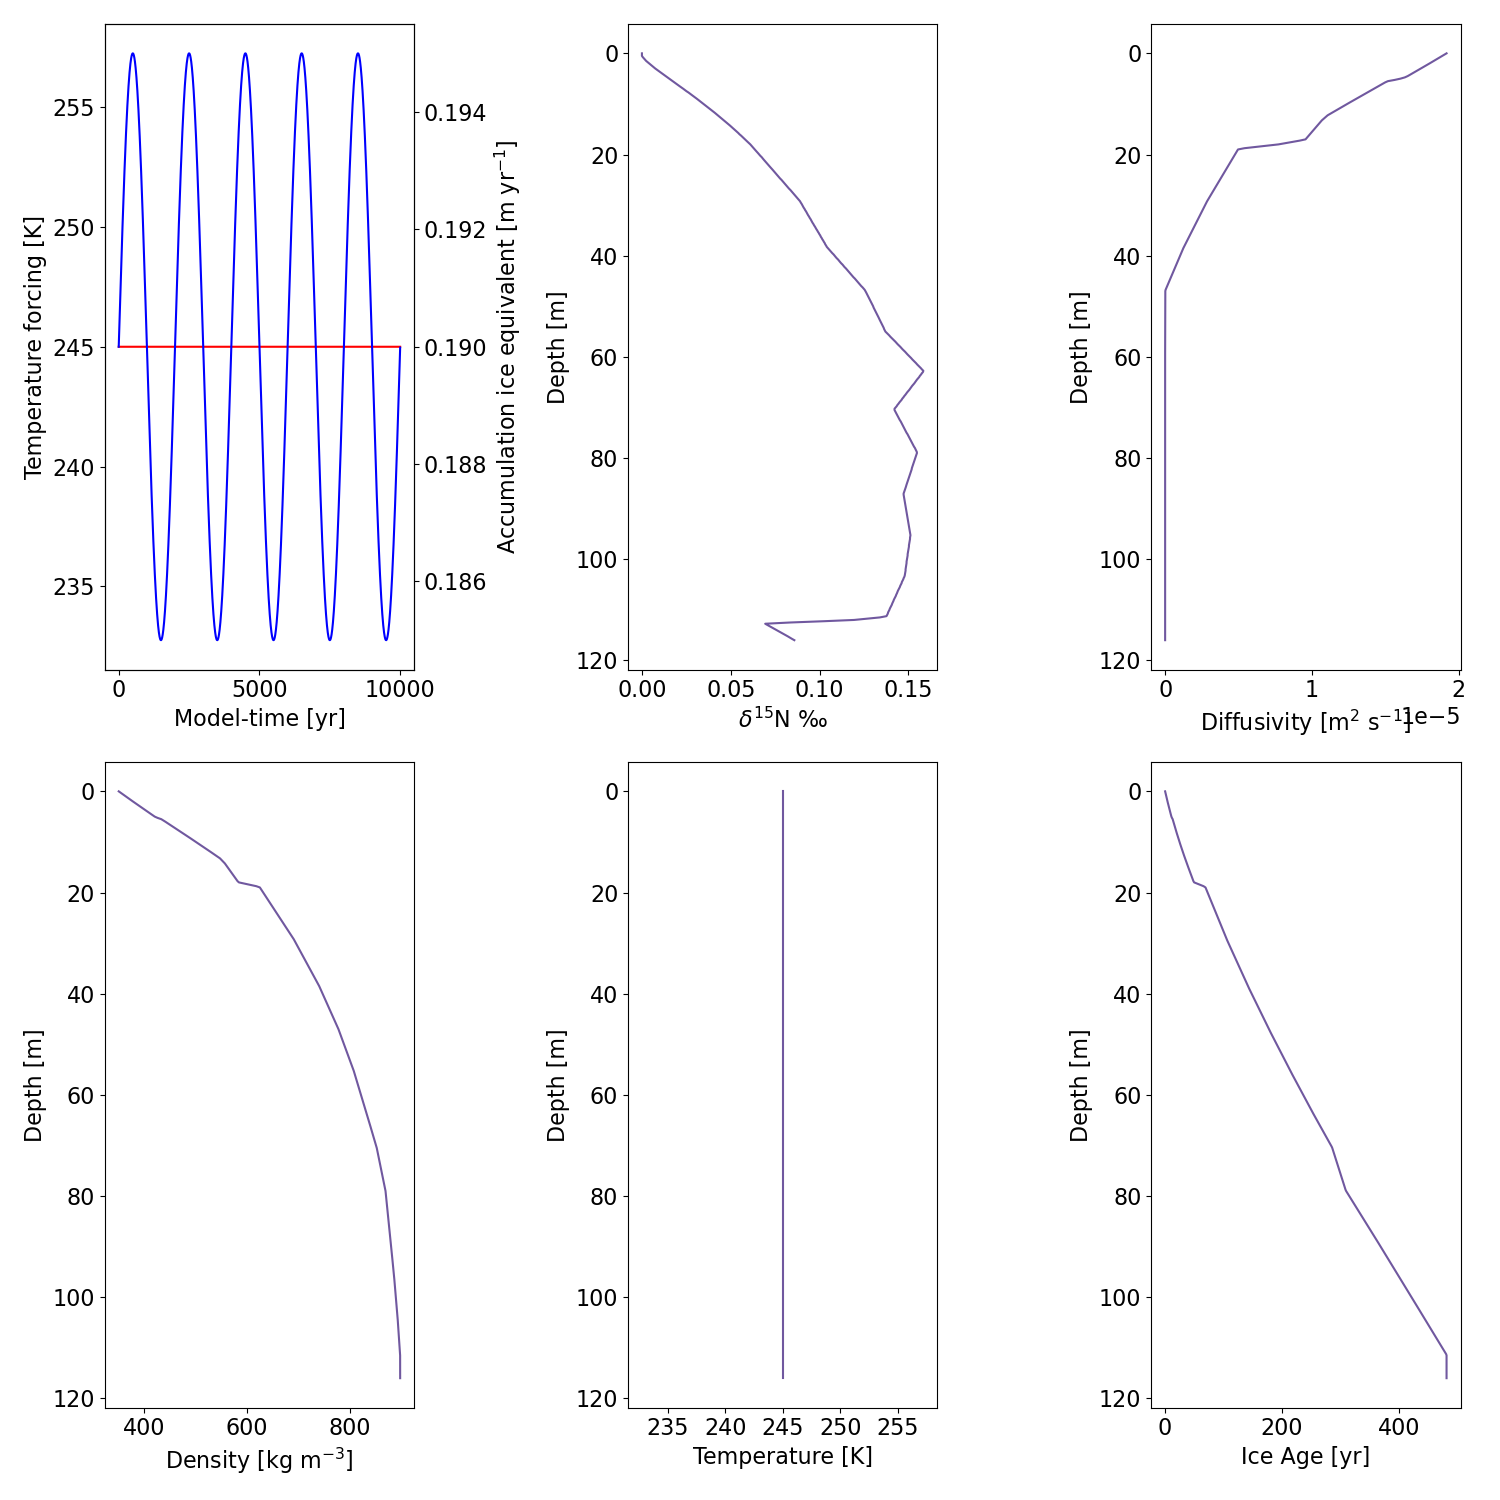 255
250
245
240
235
Temperature forcing [K]
0.194
0.192
0.190
0.188
0.186
Accumulation ice equivalent [m yr⁻¹]
0 5000 10000
Model-time [yr]
0
20
40
60
80
100
120
Depth [m]
0.00 0.05 0.10 0.15
δ¹⁵N ‰
0
20
40
60
80
100
120
Depth [m]
0 1 2
Diffusivity [m² s⁻¹]
1e−5
0
20
40
60
80
100
120
Depth [m]
400 600 800
Density [kg m⁻³]
0
20
40
60
80
100
120
Depth [m]
235 240 245 250 255
Temperature [K]
0
20
40
60
80
100
120
Depth [m]
0 200 400
Ice Age [yr]